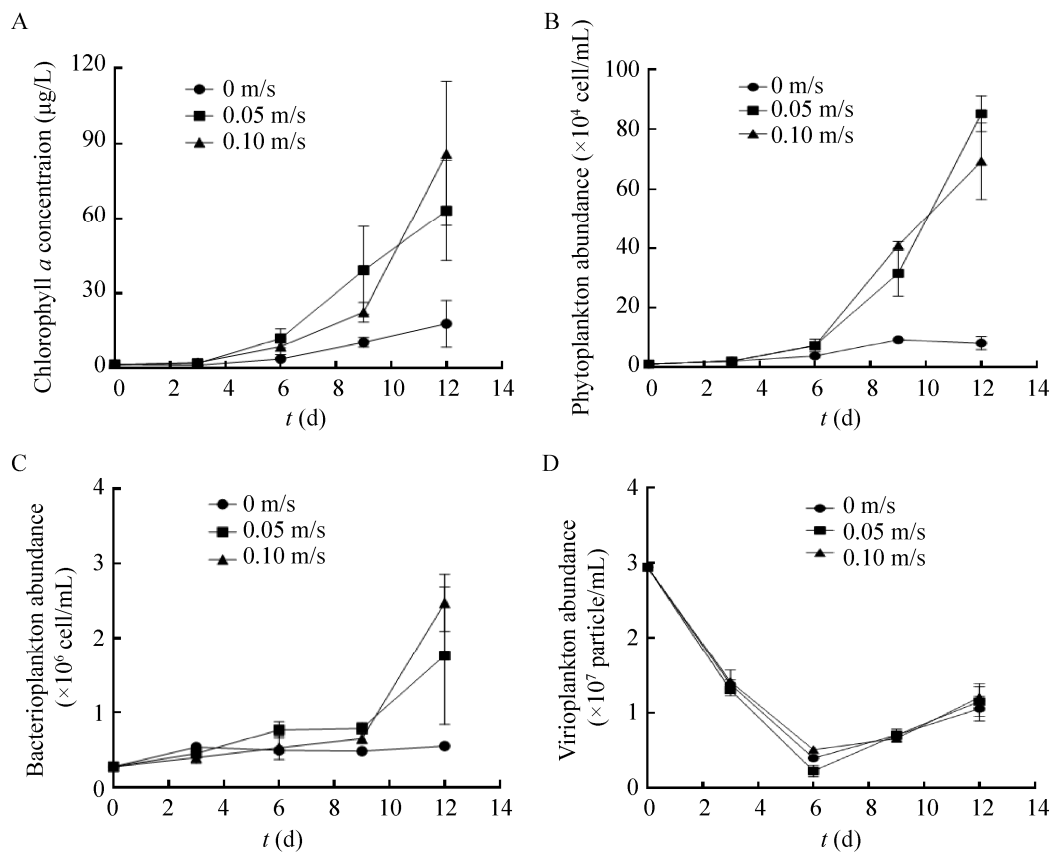 A
Chlorophyll a concentraion (μg/L)
120
90
60
30
0
0 m/s
0.05 m/s
0.10 m/s
0 2 4 6 8 10 12 14
t (d)
B
Phytoplankton abundance (×10⁴ cell/mL)
100
80
60
40
20
0
0 m/s
0.05 m/s
0.10 m/s
0 2 4 6 8 10 12 14
t (d)
C
Bacterioplankton abundance
(×10⁶ cell/mL)
4
3
2
1
0
0 m/s
0.05 m/s
0.10 m/s
0 2 4 6 8 10 12 14
t (d)
D
Virioplankton abundance
(×10⁷ particle/mL)
4
3
2
1
0
0 m/s
0.05 m/s
0.10 m/s
0 2 4 6 8 10 12 14
t (d)